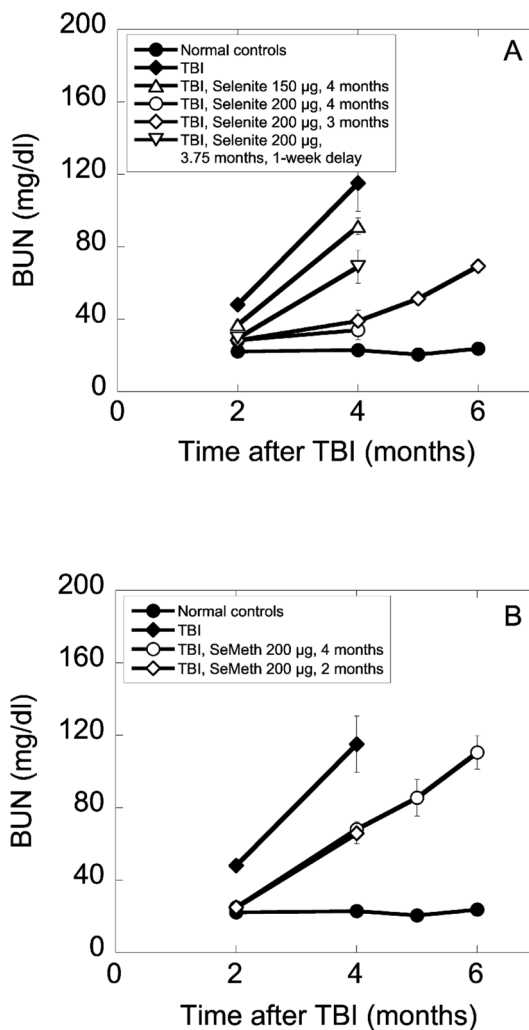 A
Normal controls
TBI
TBI, Selenite 150 µg, 4 months
TBI, Selenite 200 µg, 4 months
TBI, Selenite 200 µg, 3 months
TBI, Selenite 200 µg,
3.75 months, 1-week delay
BUN (mg/dl)
200
160
120
80
40
0
0 2 4 6
Time after TBI (months)
B
Normal controls
TBI
TBI, SeMeth 200 µg, 4 months
TBI, SeMeth 200 µg, 2 months
BUN (mg/dl)
200
160
120
80
40
0
0 2 4 6
Time after TBI (months)